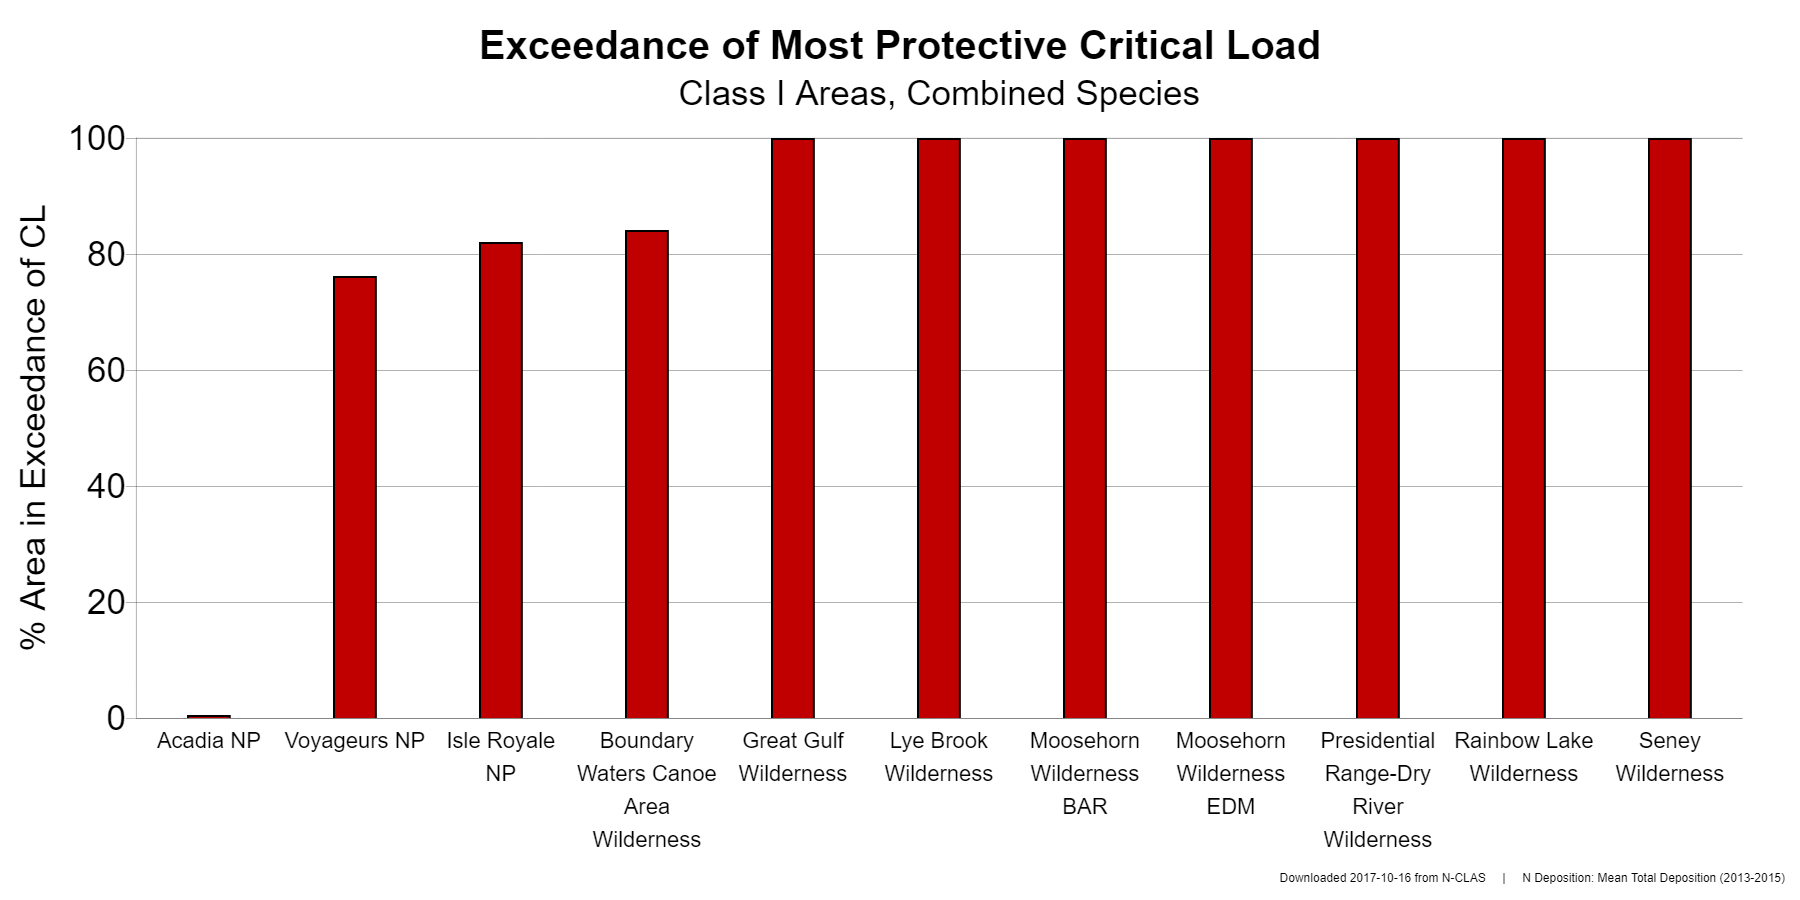 Exceedance of Most Protective Critical Load
Class I Areas, Combined Species
% Area in Exceedance of CL
100
80
60
40
20
0
Acadia NP
Voyageurs NP
Isle Royale
NP
Boundary
Waters Canoe
Area
Wilderness
Great Gulf
Wilderness
Lye Brook
Wilderness
Moosehorn
Wilderness
BAR
Moosehorn
Wilderness
EDM
Presidential
Range-Dry
River
Wilderness
Rainbow Lake
Wilderness
Seney
Wilderness
Downloaded 2017-10-16 from N-CLAS | N Deposition: Mean Total Deposition (2013-2015)